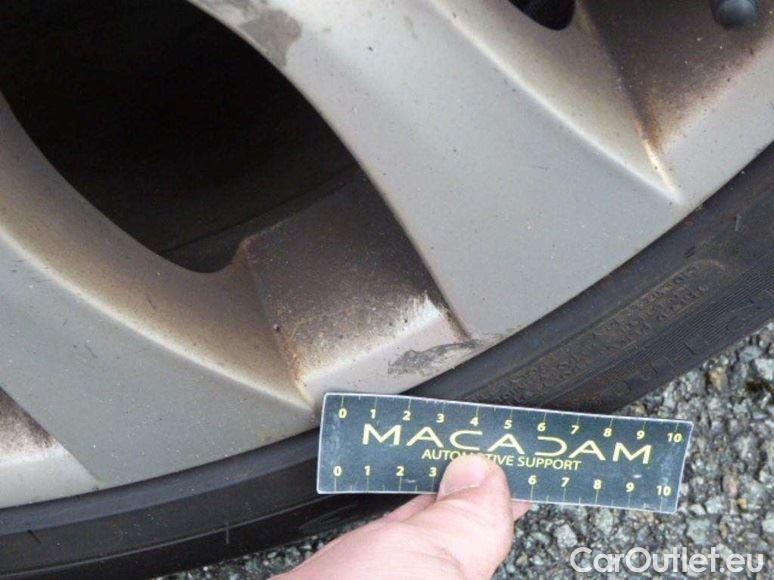 0 1 2 3 4 5 6 7 8 9 10
MACADAM
AUTOMOTIVE SUPPORT
0 1 2 3 6 7 8 9 10
CarOutlet.eu